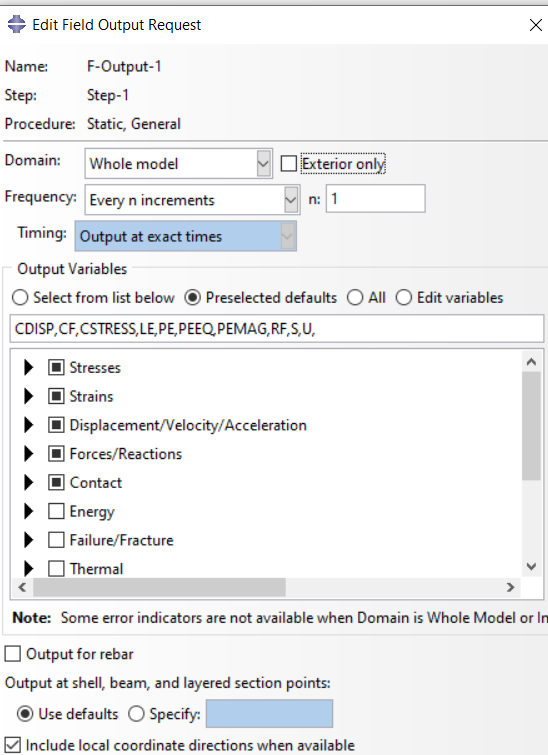 Edit Field Output Request
Name: F-Output-1
Step: Step-1
Procedure: Static, General
Domain: Whole model Exterior only
Frequency: Every n increments n: 1
Timing: Output at exact times
Output Variables
Select from list below Preselected defaults All Edit variables
CDISP,CF,CSTRESS,LE,PE,PEEQ,PEMAG,RF,S,U,
Stresses
Strains
Displacement/Velocity/Acceleration
Forces/Reactions
Contact
Energy
Failure/Fracture
Thermal
Note: Some error indicators are not available when Domain is Whole Model or In
Output for rebar
Output at shell, beam, and layered section points:
Use defaults Specify:
Include local coordinate directions when available